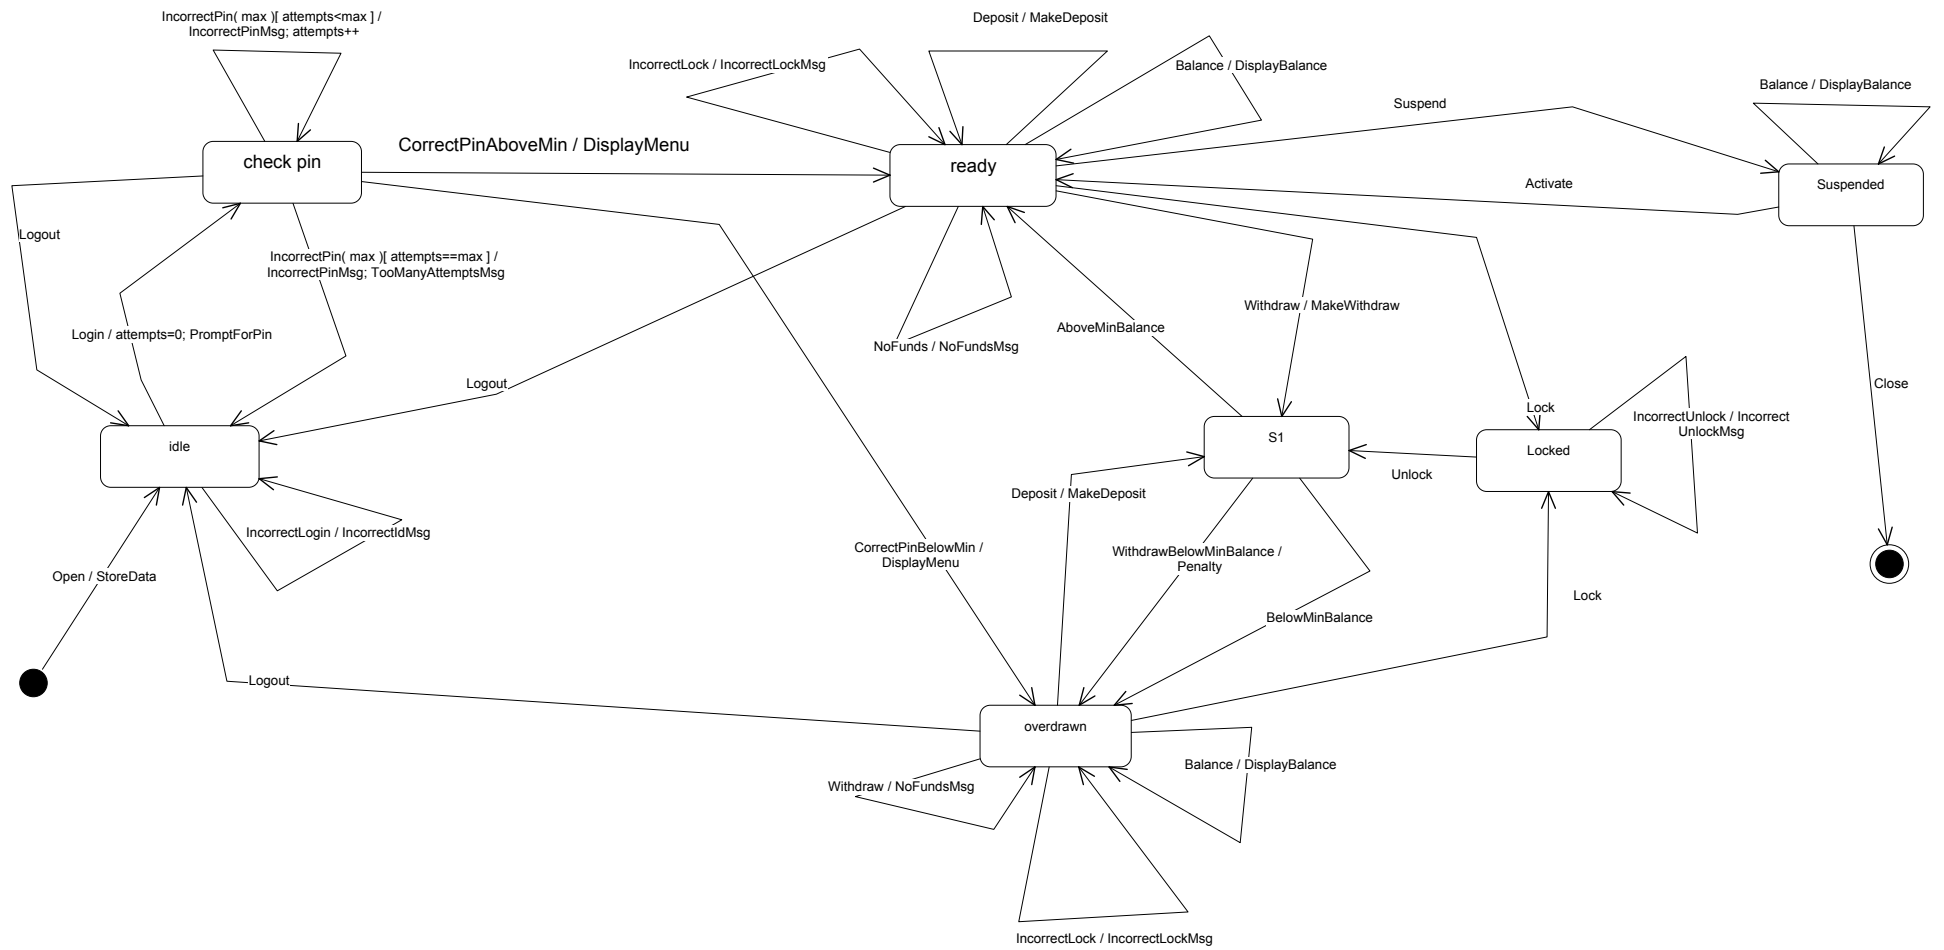 IncorrectPin( max )[ attempts<max ] /
IncorrectPinMsg; attempts++
Deposit / MakeDeposit
IncorrectLock / IncorrectLockMsg
Balance / DisplayBalance
Balance / DisplayBalance
Suspend
CorrectPinAboveMin / DisplayMenu
check pin
ready
Suspended
Activate
Logout
IncorrectPin( max )[ attempts==max ] /
IncorrectPinMsg; TooManyAttemptsMsg
Withdraw / MakeWithdraw
AboveMinBalance
Login / attempts=0; PromptForPin
NoFunds / NoFundsMsg
Logout
Close
Lock
IncorrectUnlock / Incorrect
UnlockMsg
idle
S1
Locked
Unlock
Deposit / MakeDeposit
IncorrectLogin / IncorrectIdMsg
CorrectPinBelowMin /
DisplayMenu
WithdrawBelowMinBalance /
Penalty
Open / StoreData
Lock
BelowMinBalance
Logout
overdrawn
Balance / DisplayBalance
Withdraw / NoFundsMsg
IncorrectLock / IncorrectLockMsg